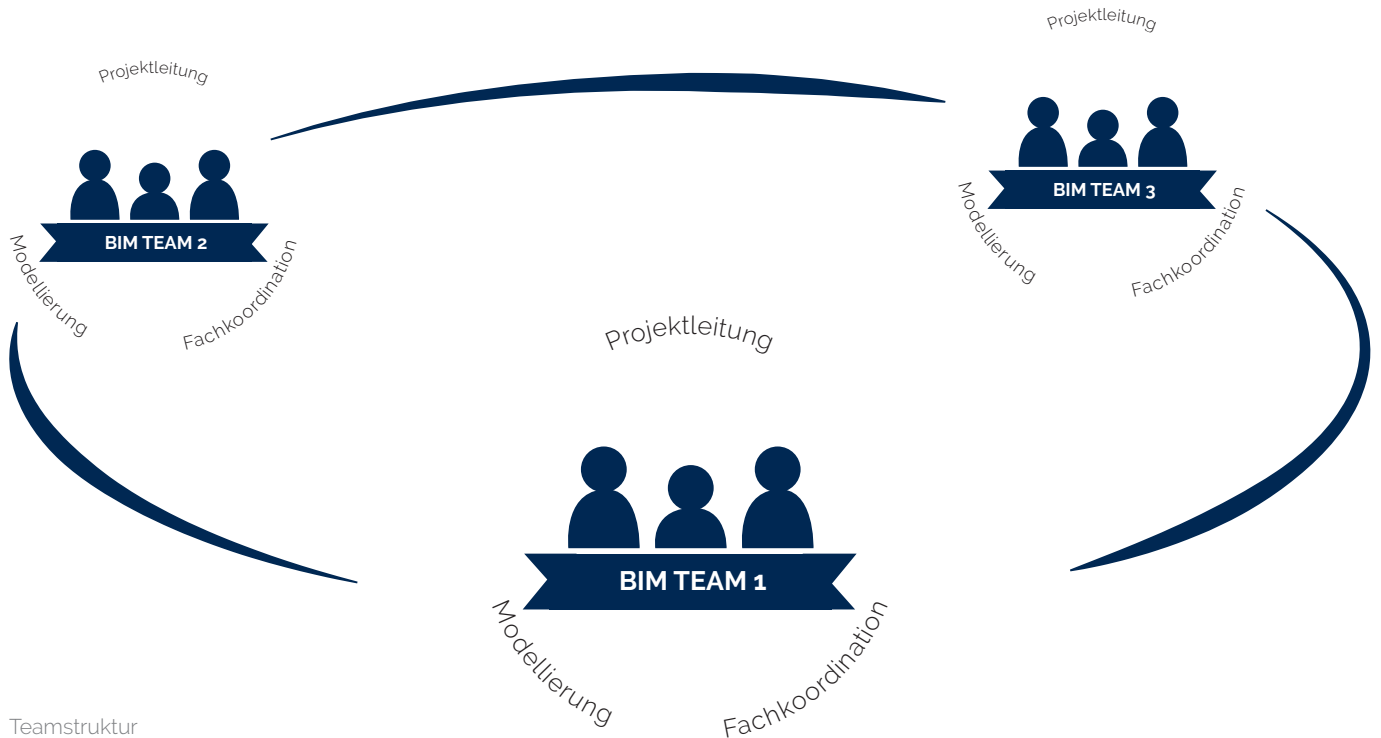 Projektleitung
BIM TEAM 3
Modellierung
Fachkoordination
Projektleitung
BIM TEAM 2
Modellierung
Fachkoordination
Projektleitung
BIM TEAM 1
Modellierung
Fachkoordination
Teamstruktur